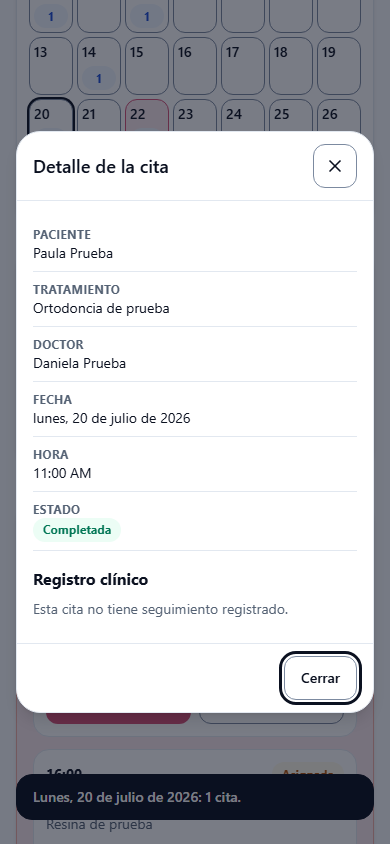 1
1
13
14
15
16
17
18
19
1
20
21
22
23
24
25
26
Detalle de la cita
PACIENTE
Paula Prueba
TRATAMIENTO
Ortodoncia de prueba
DOCTOR
Daniela Prueba
FECHA
lunes, 20 de julio de 2026
HORA
11:00 AM
ESTADO
Completada
Registro clínico
Esta cita no tiene seguimiento registrado.
Cerrar
16:00
Asignada
Lunes, 20 de julio de 2026: 1 cita.
Resina de prueba